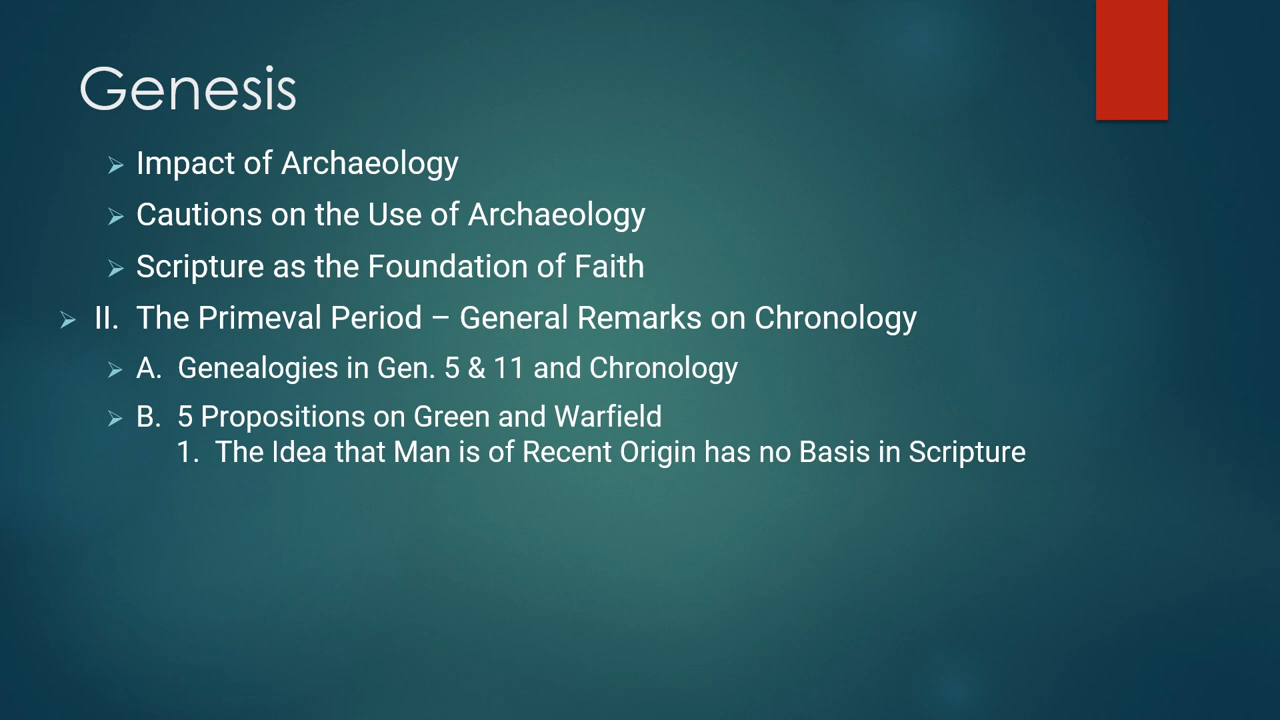 Genesis
Impact of Archaeology
Cautions on the Use of Archaeology
Scripture as the Foundation of Faith
II. The Primeval Period – General Remarks on Chronology
A. Genealogies in Gen. 5 & 11 and Chronology
B. 5 Propositions on Green and Warfield
1. The Idea that Man is of Recent Origin has no Basis in Scripture